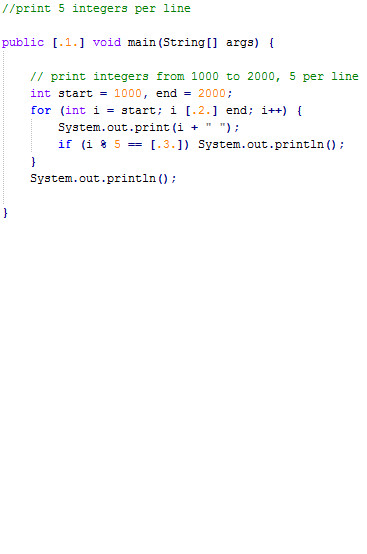 //print 5 integers per line
public [.1.] void main(String[] args) {
// print integers from 1000 to 2000, 5 per line
int start = 1000, end = 2000;
for (int i = start; i [.2.] end; i++) {
System.out.print(i + " ");
if (i % 5 == [.3.]) System.out.println();
}
System.out.println();
}